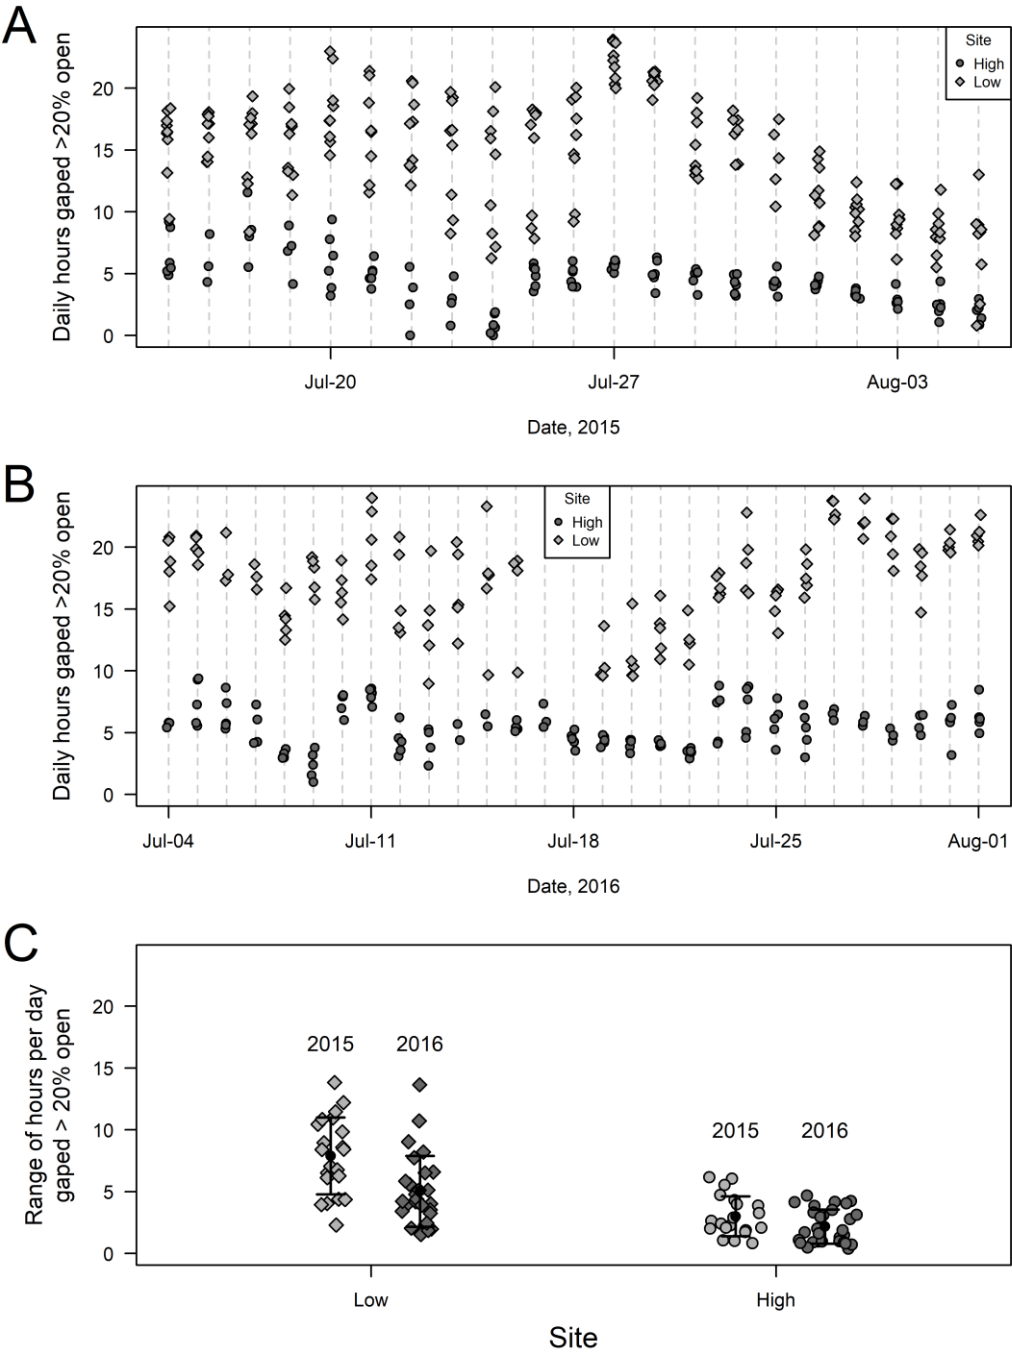 A
Daily hours gaped >20% open
20
15
10
5
0
Site
High
Low
Jul-20
Jul-27
Aug-03
Date, 2015
B
Daily hours gaped >20% open
20
15
10
5
0
Site
High
Low
Jul-04
Jul-11
Jul-18
Jul-25
Aug-01
Date, 2016
C
Range of hours per day
gaped > 20% open
20
15
10
5
0
2015
2016
2015
2016
Low
High
Site